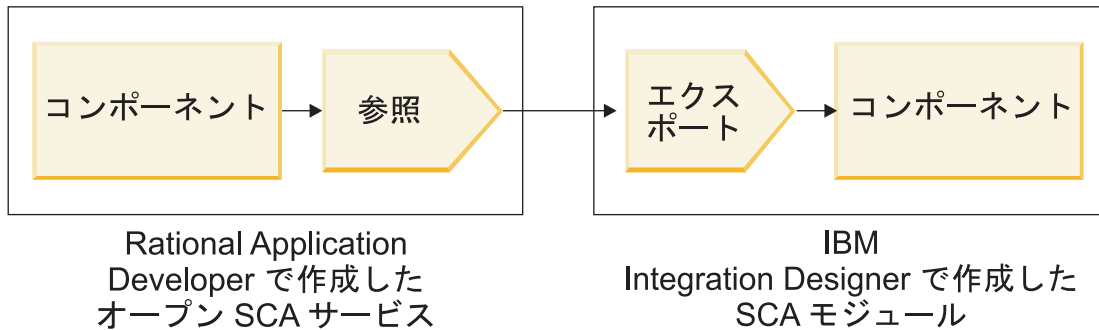 コンポーネント
参照
エクス
ポート
コンポーネント
Rational Application
Developer で作成した
オープン SCA サービス
IBM
Integration Designer で作成した
SCA モジュール